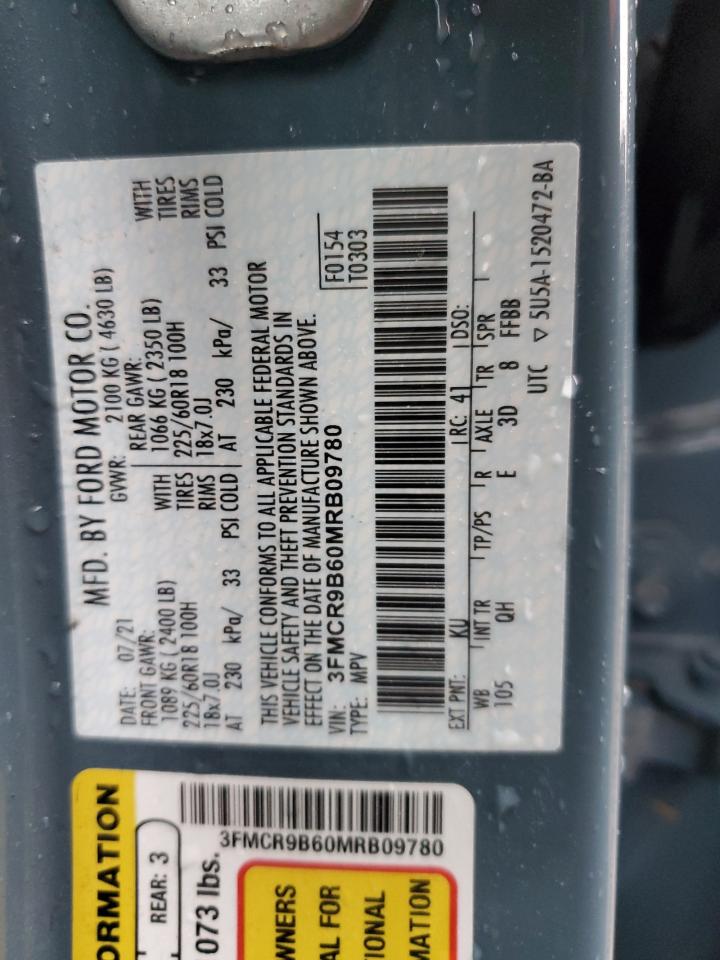 MFD. BY FORD MOTOR CO.
DATE: 07/21 GVWR: 2100 KG ( 4630 LB)
FRONT GAWR: REAR GAWR:
1089 KG ( 2400 LB) WITH 1066 KG ( 2350 LB) WITH
225/60R18 100H TIRES 225/60R18 100H TIRES
18x7.0J RIMS 18x7.0J RIMS
AT 230 kPa/ 33 PSI COLD AT 230 kPa/ 33 PSI COLD
THIS VEHICLE CONFORMS TO ALL APPLICABLE FEDERAL MOTOR
VEHICLE SAFETY AND THEFT PREVENTION STANDARDS IN
EFFECT ON THE DATE OF MANUFACTURE SHOWN ABOVE.
VIN: 3FMCR9B60MRB09780 F0154
TYPE: MPV T0303
EXT PNT: KU RC: 41 DSO:
WB INT TR TP/PS R AXLE TR SPR
105 QH E 3D 8 FFBB
UTC ▽ 5U5A-1520472-BA
ORMATION
REAR: 3
073 lbs.
3FMCR9B60MRB09780
WNERS
AL FOR
IONAL
MATION